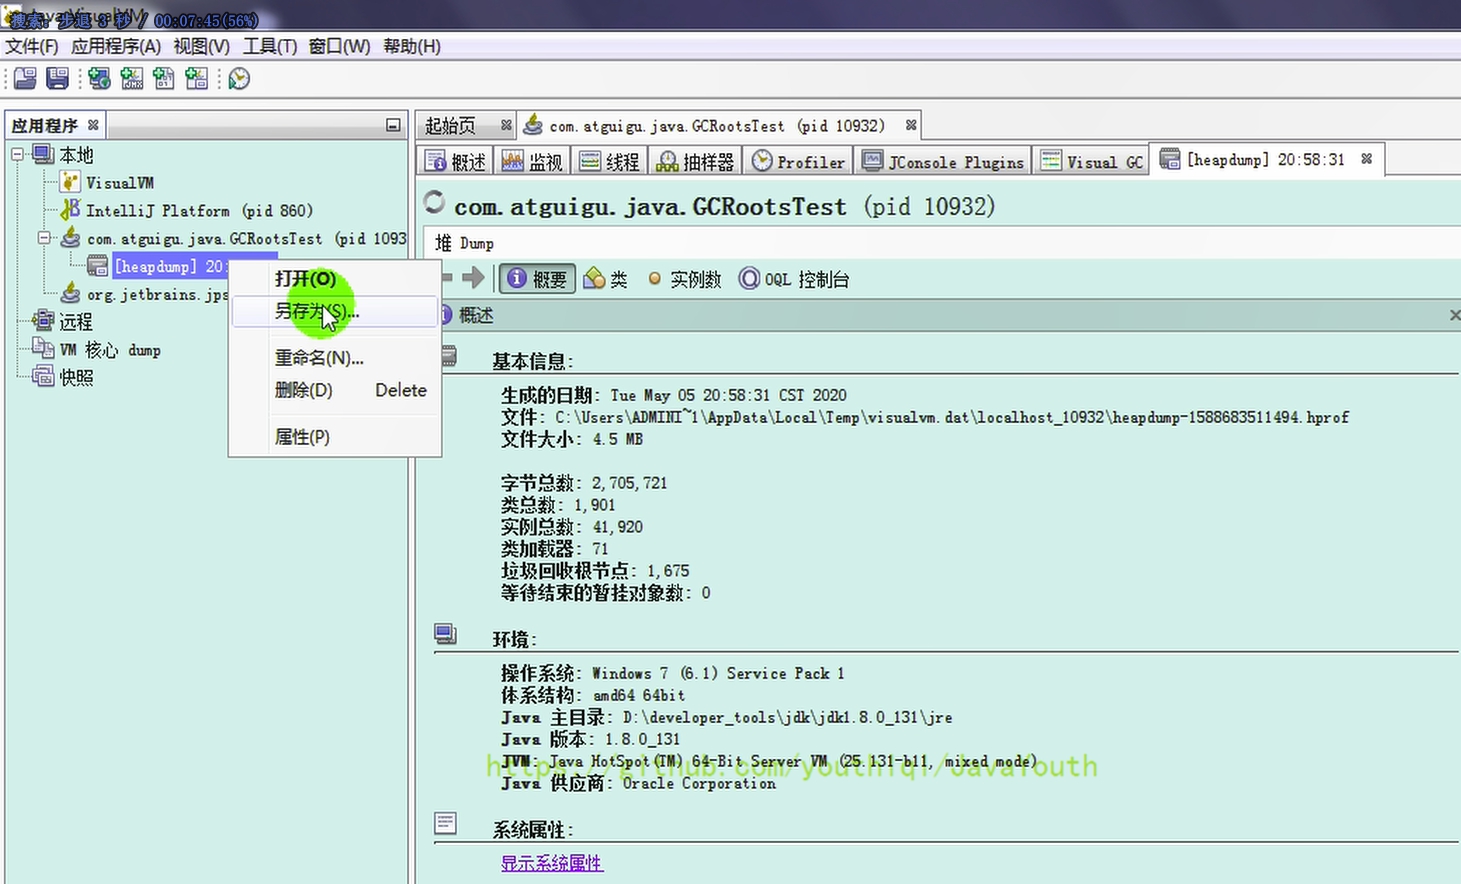 搜索: 步退 3 秒 / 00:07:45(56%)
文件(F) 应用程序(A) 视图(V) 工具(T) 窗口(W) 帮助(H)
应用程序
本地
VisualVM
IntelliJ Platform (pid 860)
com.atguigu.java.GCRootsTest (pid 1093
[heapdump] 20:
org.jetbrains.jps
远程
VM 核心 dump
快照
打开(O)
另存为(S)...
重命名(N)...
删除(D) Delete
属性(P)
起始页 com.atguigu.java.GCRootsTest (pid 10932)
概述 监视 线程 抽样器 Profiler JConsole Plugins Visual GC [heapdump] 20:58:31
com.atguigu.java.GCRootsTest (pid 10932)
堆 Dump
概要 类 实例数 OQL 控制台
概述
基本信息:
生成的日期: Tue May 05 20:58:31 CST 2020
文件: C:\Users\ADMINI~1\AppData\Local\Temp\visualvm.dat\localhost_10932\heapdump-1588683511494.hprof
文件大小: 4.5 MB
字节总数: 2,705,721
类总数: 1,901
实例总数: 41,920
类加载器: 71
垃圾回收根节点: 1,675
等待结束的暂挂对象数: 0
环境:
操作系统: Windows 7 (6.1) Service Pack 1
体系结构: amd64 64bit
Java 主目录: D:\developer_tools\jdk\jdk1.8.0_131\jre
Java 版本: 1.8.0_131
JVM: Java HotSpot(TM) 64-Bit Server VM (25.131-b11, mixed mode)
https://github.com/youthlql/JavaYouth
Java 供应商: Oracle Corporation
系统属性:
显示系统属性